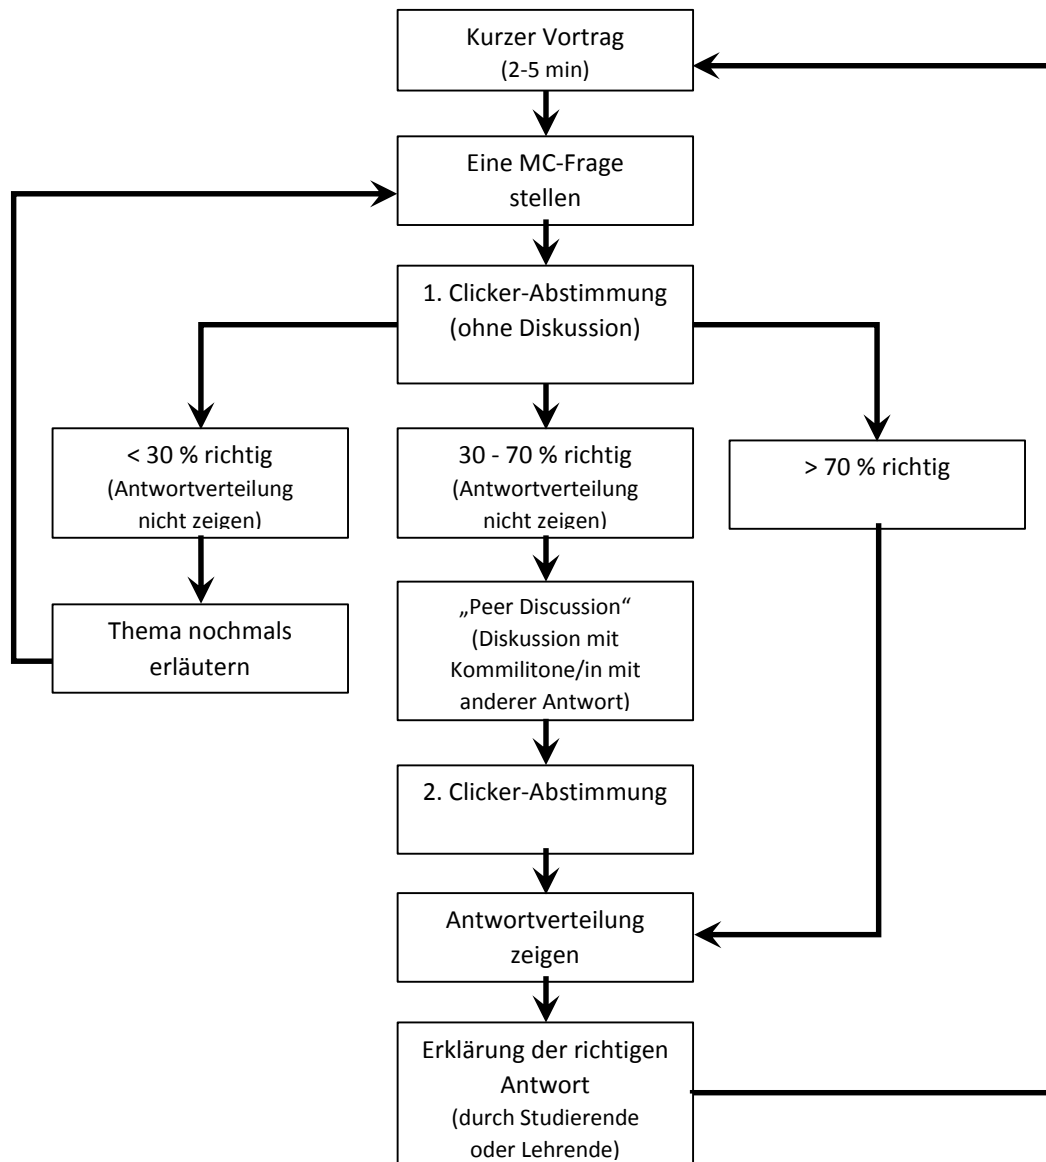 Kurzer Vortrag
(2-5 min)
Eine MC-Frage
stellen
1. Clicker-Abstimmung
(ohne Diskussion)
< 30 % richtig
(Antwortverteilung
nicht zeigen)
30 - 70 % richtig
(Antwortverteilung
nicht zeigen)
> 70 % richtig
Thema nochmals
erläutern
„Peer Discussion“
(Diskussion mit
Kommilitone/in mit
anderer Antwort)
2. Clicker-Abstimmung
Antwortverteilung
zeigen
Erklärung der richtigen
Antwort
(durch Studierende
oder Lehrende)